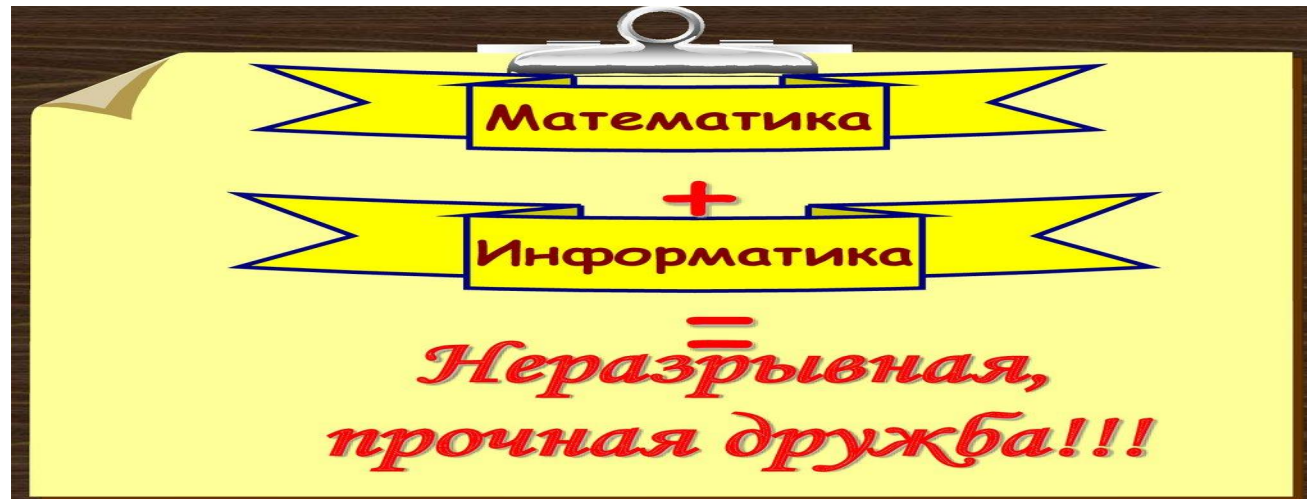 Математика
+
Информатика
=
Неразрывная,
прочная дружба!!!